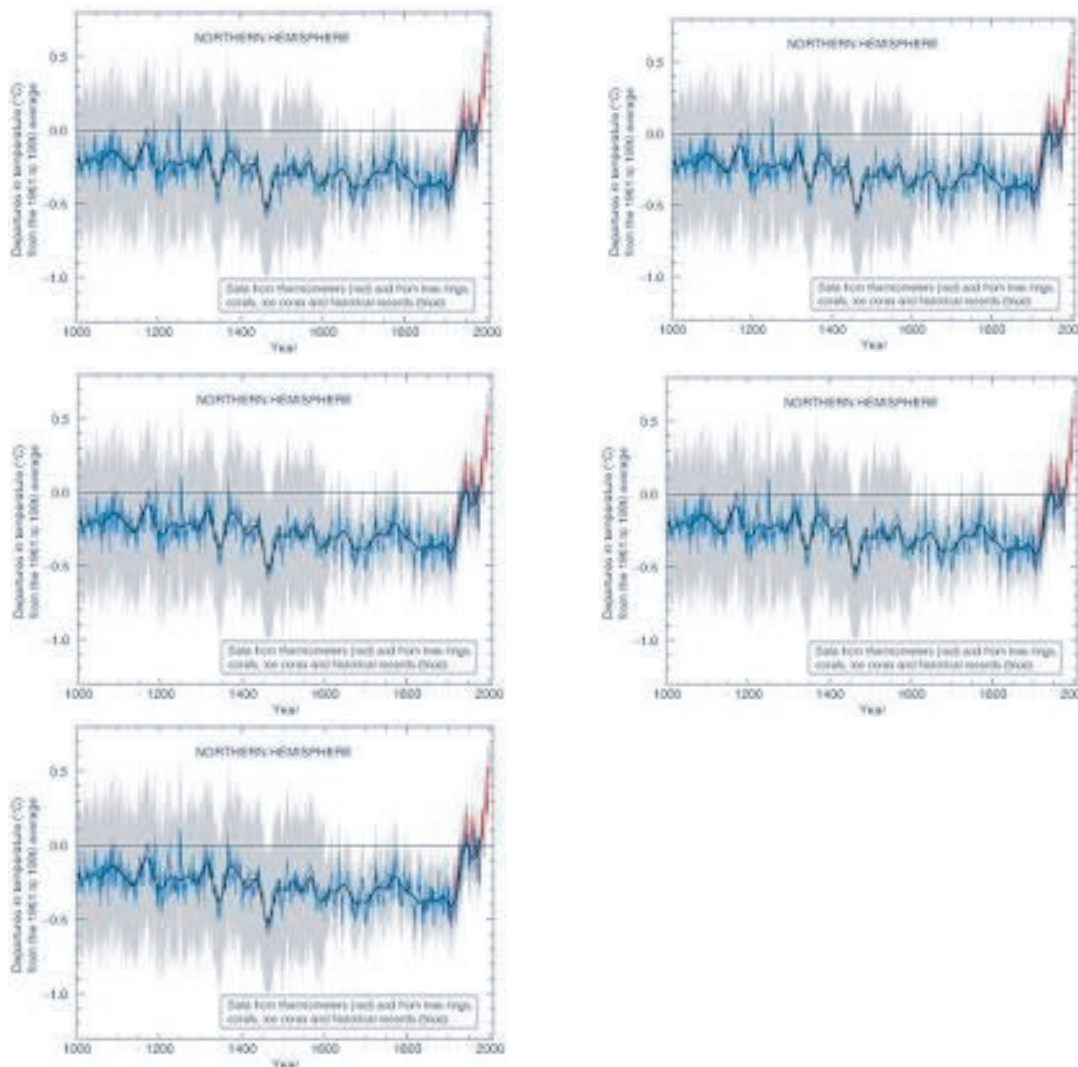 NORTHERN HEMISPHERE
Departures in temperature (°C)
from the 1961 to 1990 average
0.5
0.0
−0.5
−1.0
Data from thermometers (red) and from tree rings,
corals, ice cores and historical records (blue).
1000 1200 1400 1600 1800 2000
Year
NORTHERN HEMISPHERE
Departures in temperature (°C)
from the 1961 to 1990 average
0.5
0.0
−0.5
−1.0
Data from thermometers (red) and from tree rings,
corals, ice cores and historical records (blue).
1000 1200 1400 1600 1800 2000
Year
NORTHERN HEMISPHERE
Departures in temperature (°C)
from the 1961 to 1990 average
0.5
0.0
−0.5
−1.0
Data from thermometers (red) and from tree rings,
corals, ice cores and historical records (blue).
1000 1200 1400 1600 1800 2000
Year
NORTHERN HEMISPHERE
Departures in temperature (°C)
from the 1961 to 1990 average
0.5
0.0
−0.5
−1.0
Data from thermometers (red) and from tree rings,
corals, ice cores and historical records (blue).
1000 1200 1400 1600 1800 2000
Year
NORTHERN HEMISPHERE
Departures in temperature (°C)
from the 1961 to 1990 average
0.5
0.0
−0.5
−1.0
Data from thermometers (red) and from tree rings,
corals, ice cores and historical records (blue).
1000 1200 1400 1600 1800 2000
Year